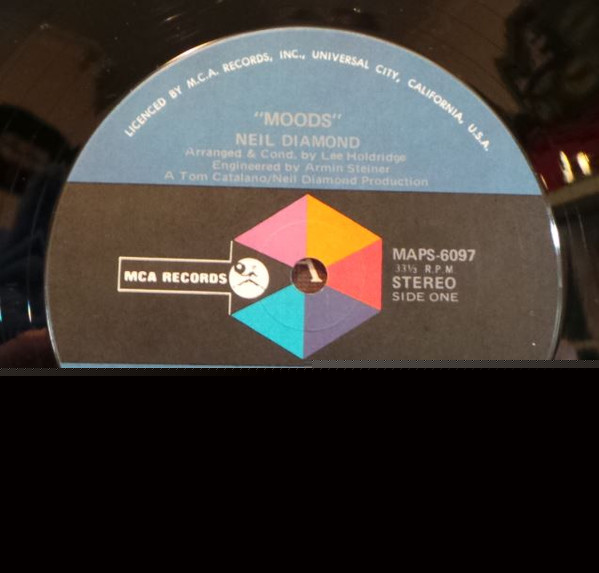 LICENCED BY M.C.A. RECORDS, INC., UNIVERSAL CITY, CALIFORNIA, U.S.A.
"MOODS"
NEIL DIAMOND
Arranged & Cond. by Lee Holdridge
Engineered by Armin Steiner
A Tom Catalano/Neil Diamond Production
MCA RECORDS
MAPS-6097
33⅓ R.P.M
STEREO
SIDE ONE